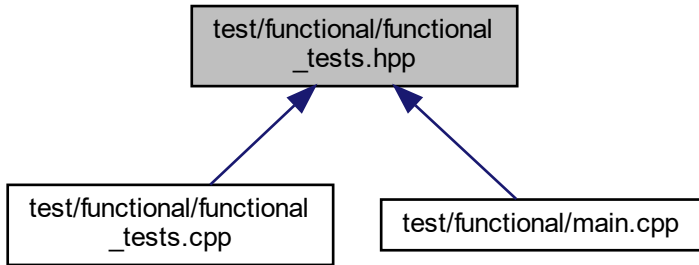 test/functional/functional
_tests.hpp
test/functional/functional
_tests.cpp
test/functional/main.cpp